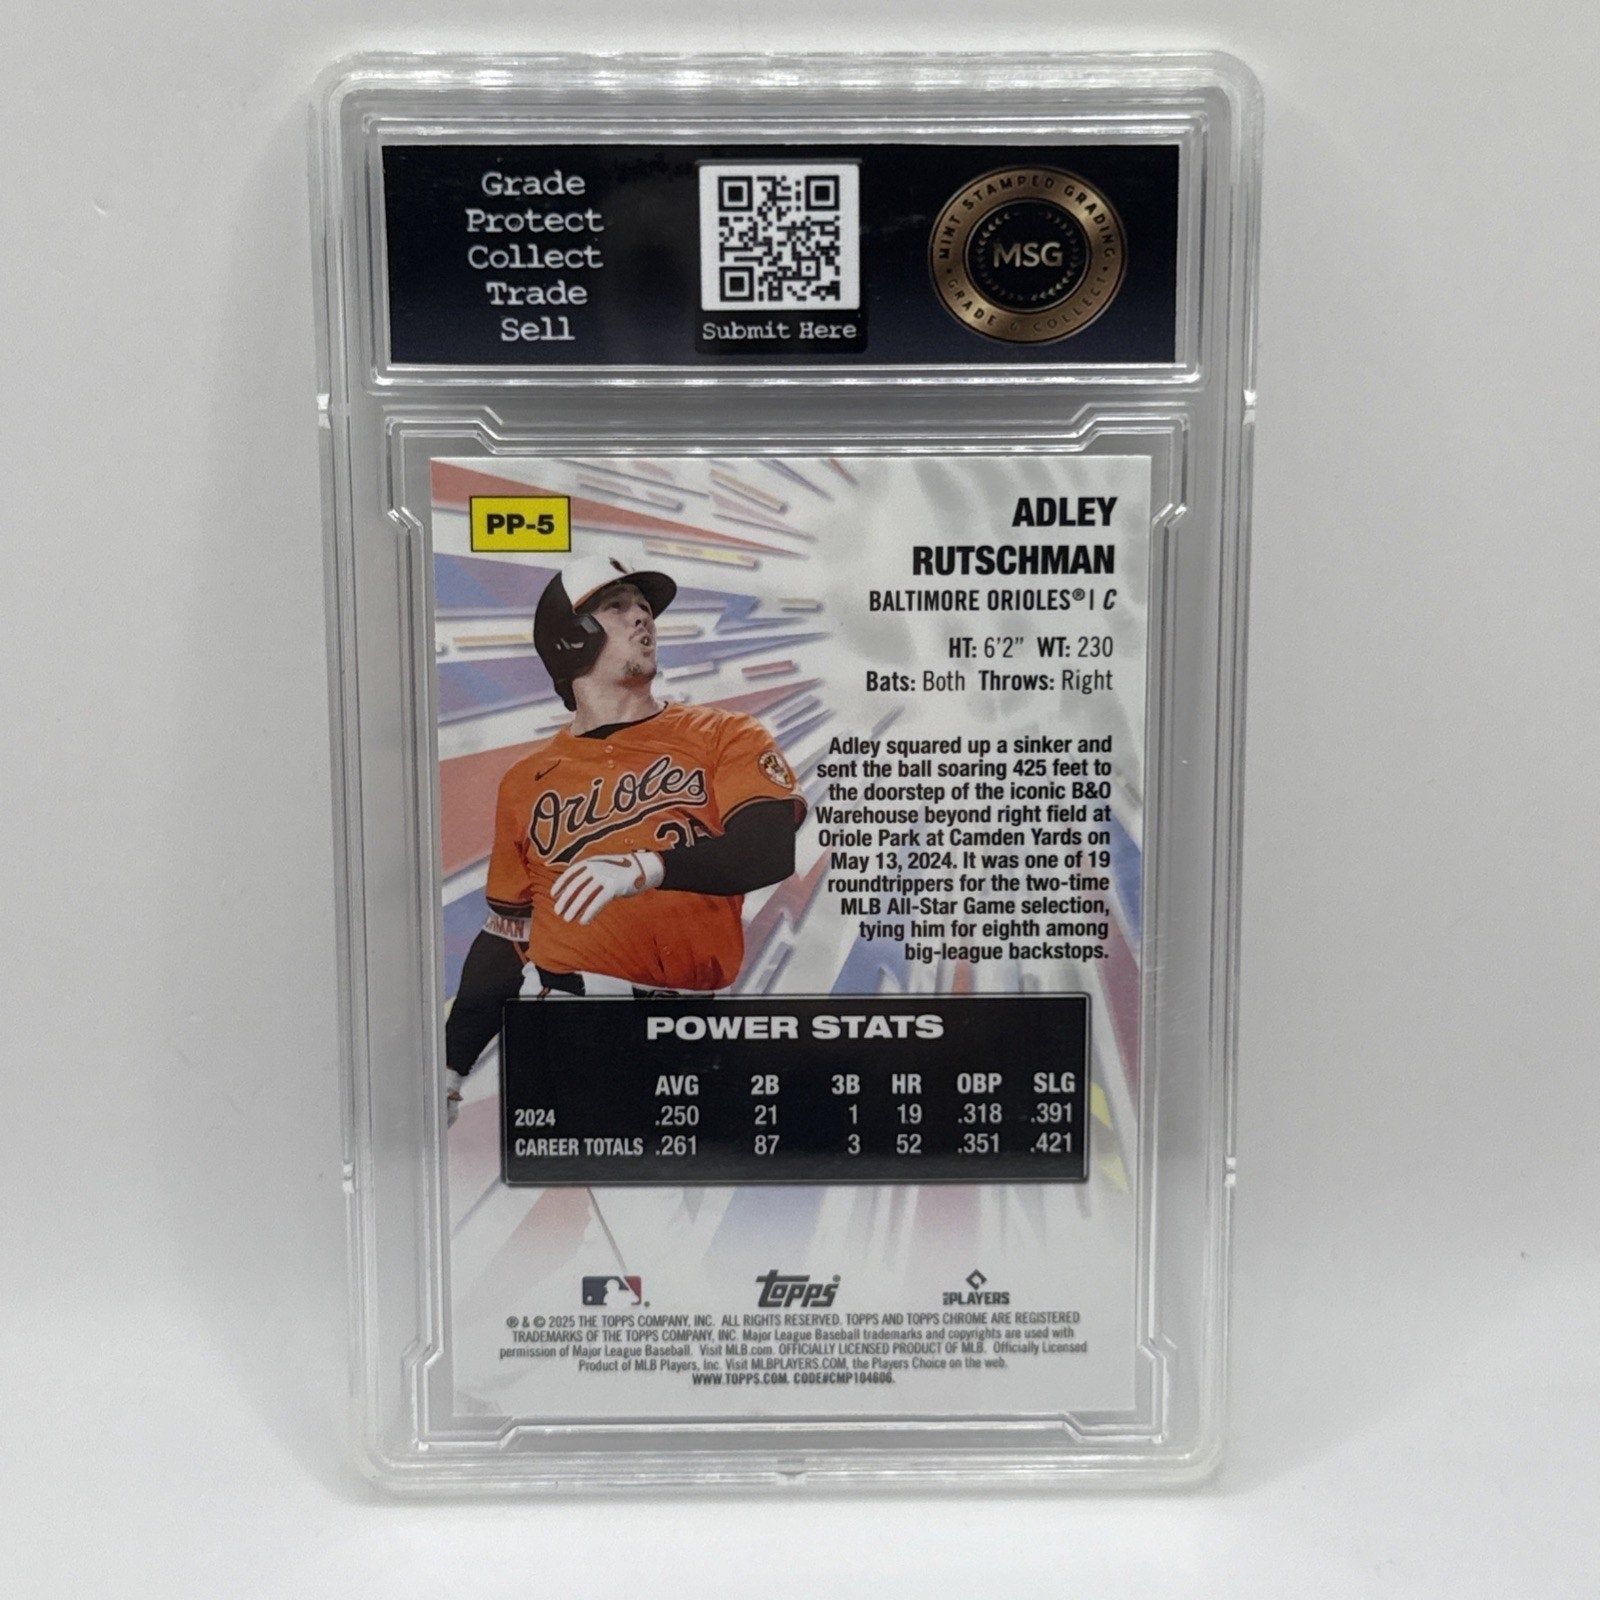 Grade
Protect
Collect
Trade
Sell
Submit Here
MINT STAMPED GRADING
MSG
GRADE & COLLECT
PP-5
ADLEY
RUTSCHMAN
BALTIMORE ORIOLES® | C
HT: 6'2" WT: 230
Bats: Both Throws: Right
Adley squared up a sinker and
sent the ball soaring 425 feet to
the doorstep of the iconic B&O
Warehouse beyond right field at
Oriole Park at Camden Yards on
May 13, 2024. It was one of 19
roundtrippers for the two-time
MLB All-Star Game selection,
tying him for eighth among
big-league backstops.
Orioles
POWER STATS
AVG 2B 3B HR OBP SLG
2024 .250 21 1 19 .318 .391
CAREER TOTALS .261 87 3 52 .351 .421
topps
PLAYERS
® & © 2025 THE TOPPS COMPANY, INC. ALL RIGHTS RESERVED. TOPPS AND TOPPS CHROME ARE REGISTERED
TRADEMARKS OF THE TOPPS COMPANY, INC. Major League Baseball trademarks and copyrights are used with
permission of Major League Baseball. Visit MLB.com. OFFICIALLY LICENSED PRODUCT OF MLB. Officially Licensed
Product of MLB Players, Inc. Visit MLBPLAYERS.COM, the Players Choice on the web.
WWW.TOPPS.COM. CODE#CMP104606.